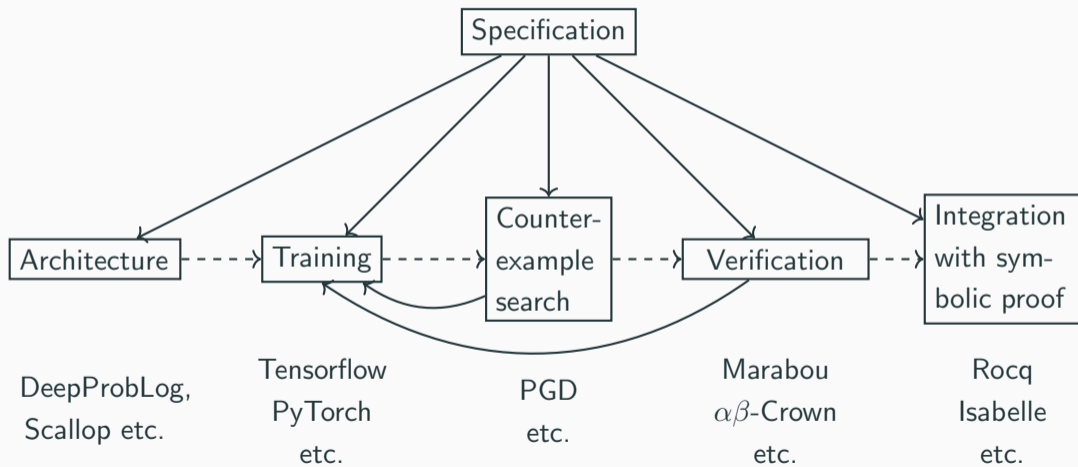 Specification
Architecture
Training
Counter-
example
search
Verification
Integration
with sym-
bolic proof
DeepProbLog,
Scallop etc.
Tensorflow
PyTorch
etc.
PGD
etc.
Marabou
αβ-Crown
etc.
Rocq
Isabelle
etc.